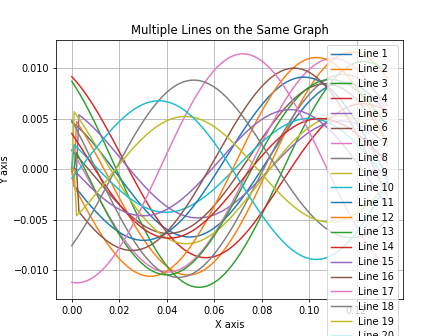 Multiple Lines on the Same Graph
0.010
0.005
0.000
−0.005
−0.010
Y axis
0.00
0.02
0.04
0.06
0.08
0.10
X axis
Line 1
Line 2
Line 3
Line 4
Line 5
Line 6
Line 7
Line 8
Line 9
Line 10
Line 11
Line 12
Line 13
Line 14
Line 15
Line 16
Line 17
Line 18
Line 19
Line 20